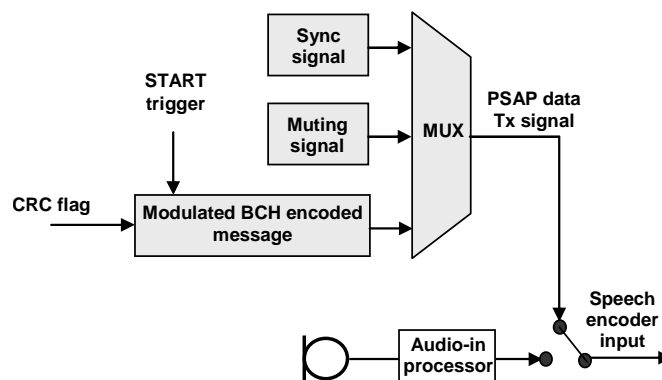 Sync
signal
START
trigger
PSAP data
Tx signal
Muting
signal
MUX
CRC flag
Modulated BCH encoded
message
Speech
encoder
input
Audio-in
processor